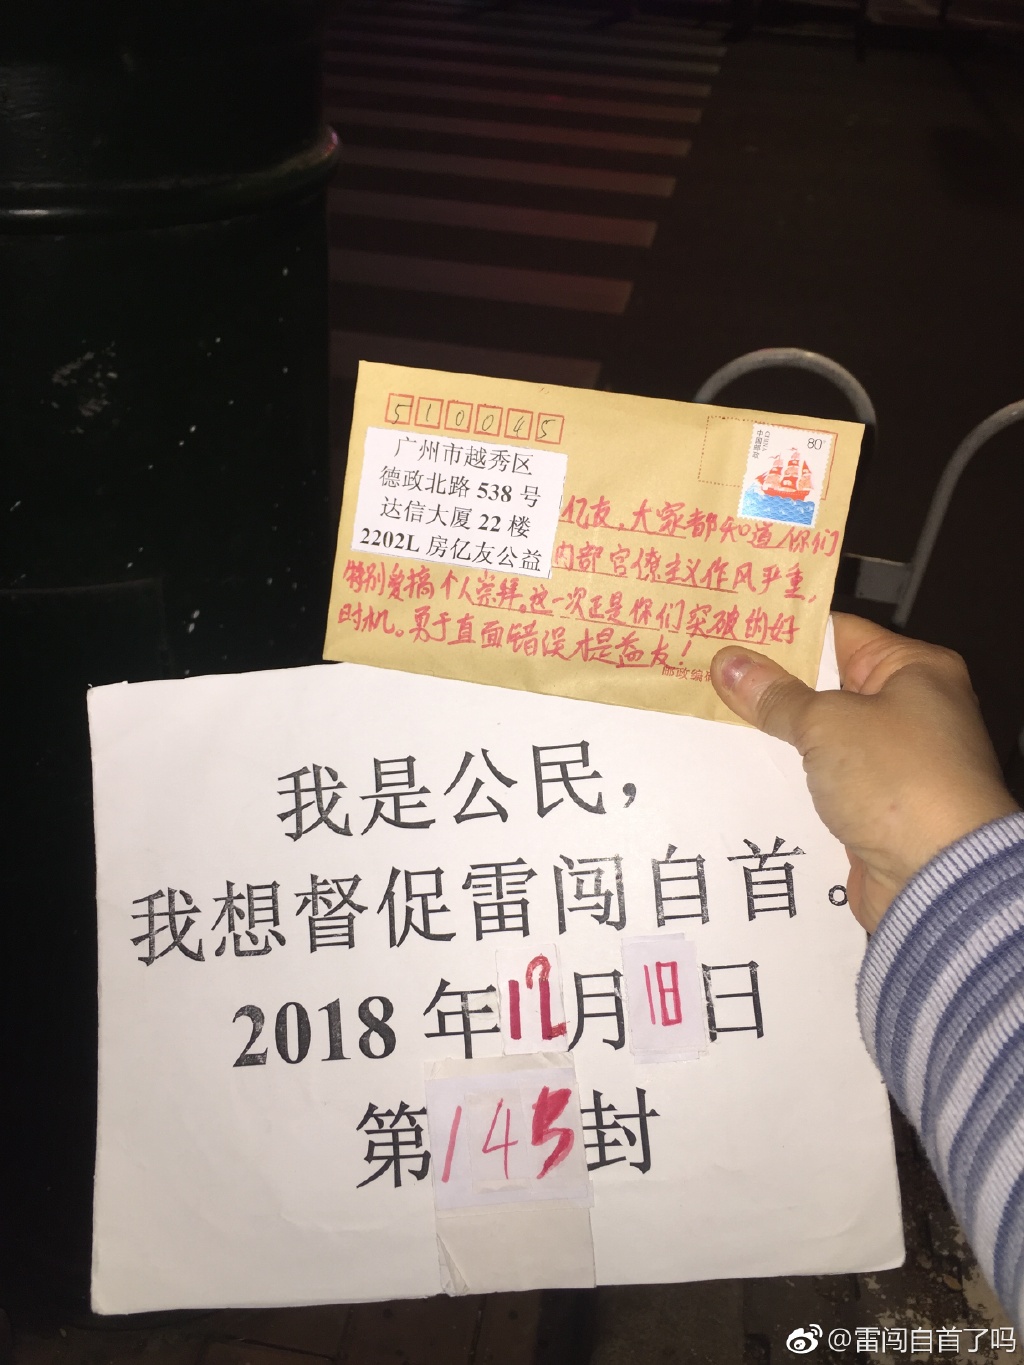 510045
中国邮政
CHINA
80
广州市越秀区
德政北路 538 号
达信大厦 22 楼
2202L 房亿友公益
亿友，大家都知道，你们
内部官僚主义作风严重，
特别爱搞个人崇拜。这一次正是你们突破的好
时机。勇于直面错误才是益友！
邮政编码
我是公民，
我想督促雷闯自首。
2018 年12月18日
第145封
@雷闯自首了吗